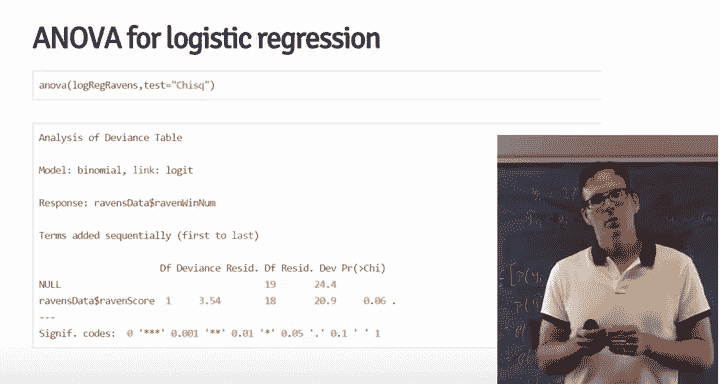 ANOVA for logistic regression
anova(logRegRavens,test="Chisq")
Analysis of Deviance Table
Model: binomial, link: logit
Response: ravensData$ravenWinNum
Terms added sequentially (first to last)
Df Deviance Resid. Df Resid. Dev Pr(>Chi)
NULL 19 24.4
ravensData$ravenScore 1 3.54 18 20.9 0.06 .
---
Signif. codes: 0 '***' 0.001 '**' 0.01 '*' 0.05 '.' 0.1 ' ' 1